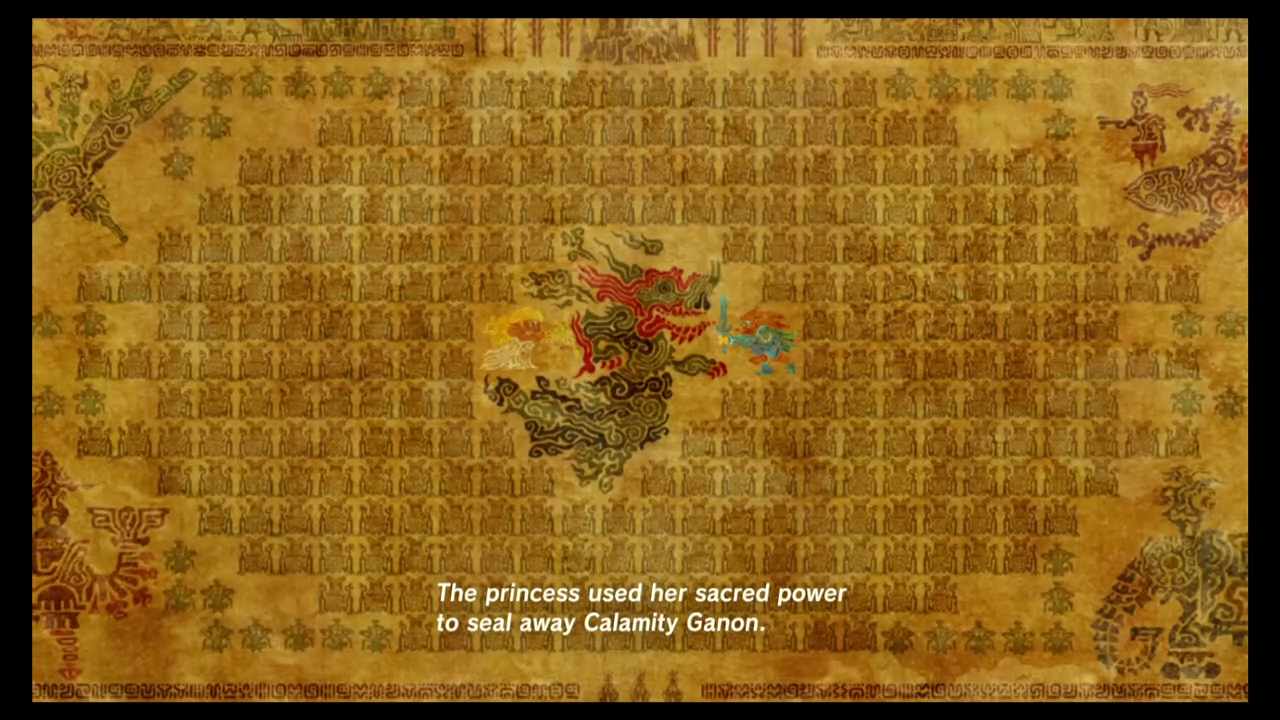 The princess used her sacred power
to seal away Calamity Ganon.